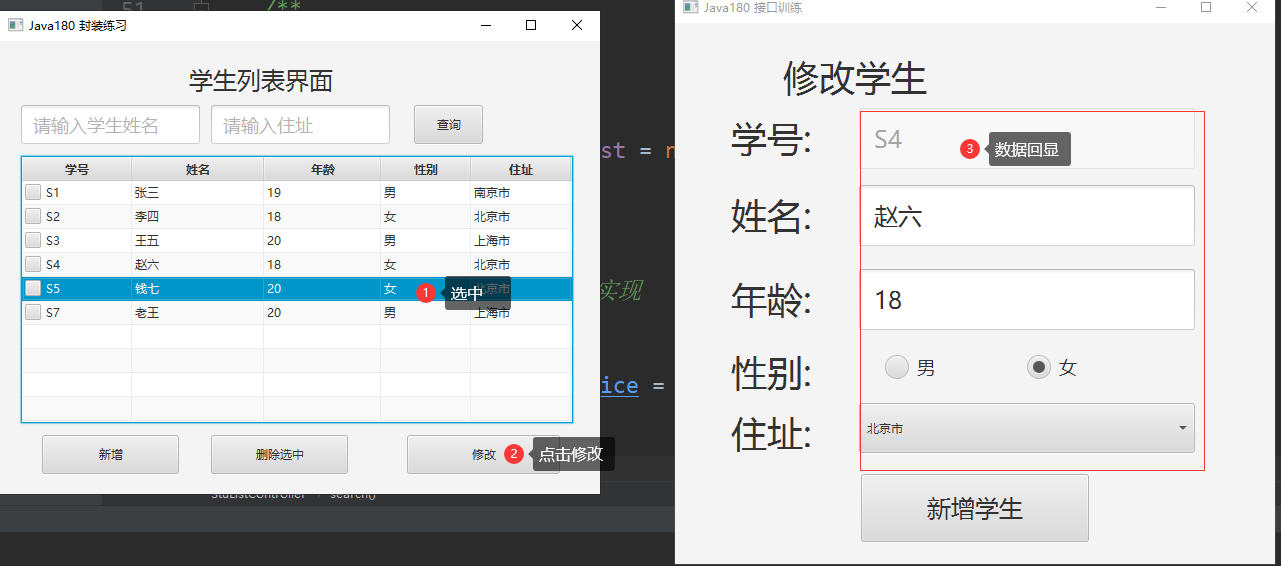 51
/**
Java180 封装练习
学生列表界面
请输入学生姓名
请输入住址
查询
学号 姓名 年龄 性别 住址
S1 张三 19 男 南京市
S2 李四 18 女 北京市
S3 王五 20 男 上海市
S4 赵六 18 女 北京市
S5 钱七 20 女 北京市
1 选中
S7 老王 20 男 上海市
新增
删除选中
修改
2 点击修改
st = n
实现
ice =
StuListController search()
Java180 接口训练
修改学生
学号: S4
3 数据回显
姓名: 赵六
年龄: 18
性别: 男 女
住址: 北京市
新增学生